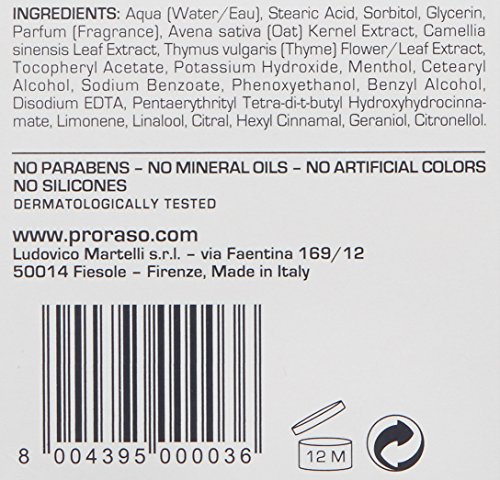 INGREDIENTS: Aqua (Water/Eau), Stearic Acid, Sorbitol, Glycerin,
Parfum (Fragrance), Avena sativa (Oat) Kernel Extract, Camellia
sinensis Leaf Extract, Thymus vulgaris (Thyme) Flower/Leaf Extract,
Tocopheryl Acetate, Potassium Hydroxide, Menthol, Cetearyl
Alcohol, Sodium Benzoate, Phenoxyethanol, Benzyl Alcohol,
Disodium EDTA, Pentaerythrityl Tetra-di-t-butyl Hydroxyhydrocinna-
mate, Limonene, Linalool, Citral, Hexyl Cinnamal, Geraniol, Citronellol.
NO PARABENS – NO MINERAL OILS – NO ARTIFICIAL COLORS
NO SILICONES
DERMATOLOGICALLY TESTED
www.proraso.com
Ludovico Martelli s.r.l. – via Faentina 169/12
50014 Fiesole – Firenze, Made in Italy
8 004395 000036
12 M